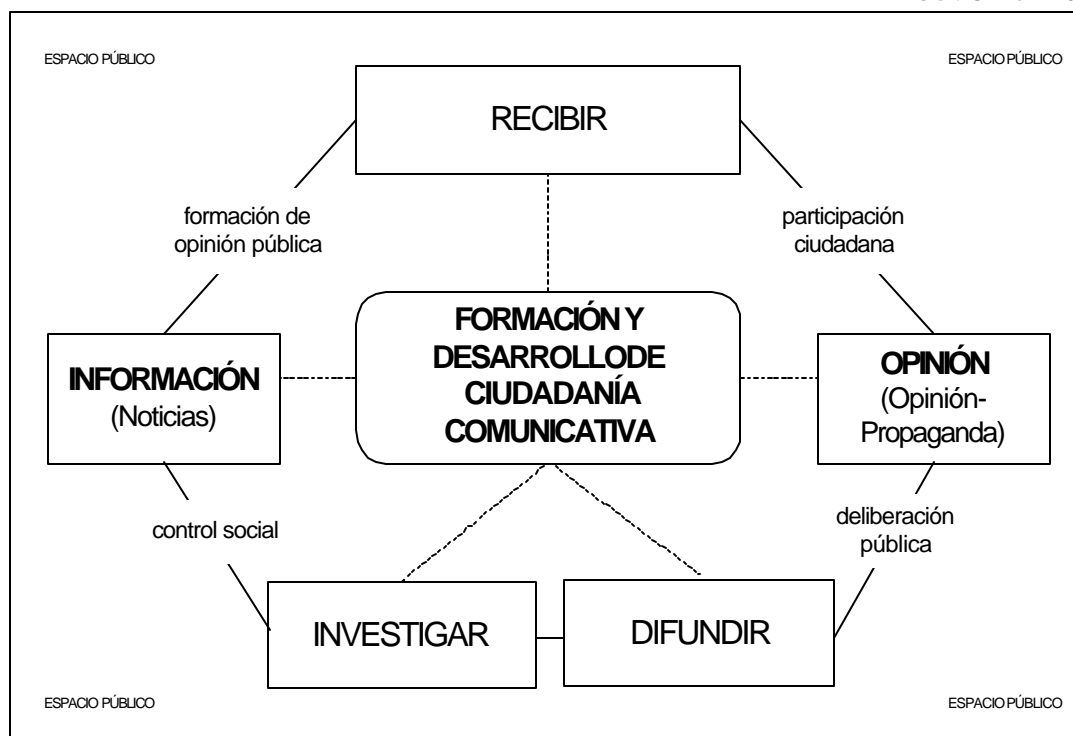 ESPACIO PÚBLICO
ESPACIO PÚBLICO
RECIBIR
formación de
opinión pública
participación
ciudadana
FORMACIÓN Y
DESARROLLODE
CIUDADANÍA
COMUNICATIVA
INFORMACIÓN
(Noticias)
OPINIÓN
(Opinión-
Propaganda)
control social
deliberación
pública
INVESTIGAR
DIFUNDIR
ESPACIO PÚBLICO
ESPACIO PÚBLICO